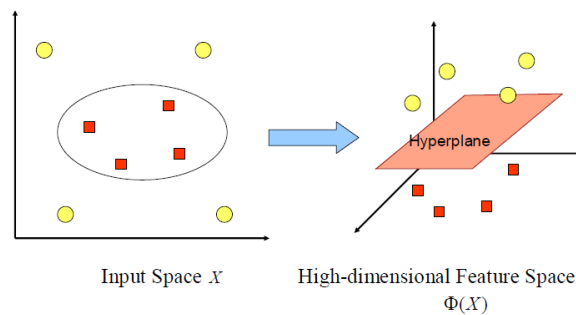 Hyperplane
Input Space X
High-dimensional Feature Space
Φ(X)